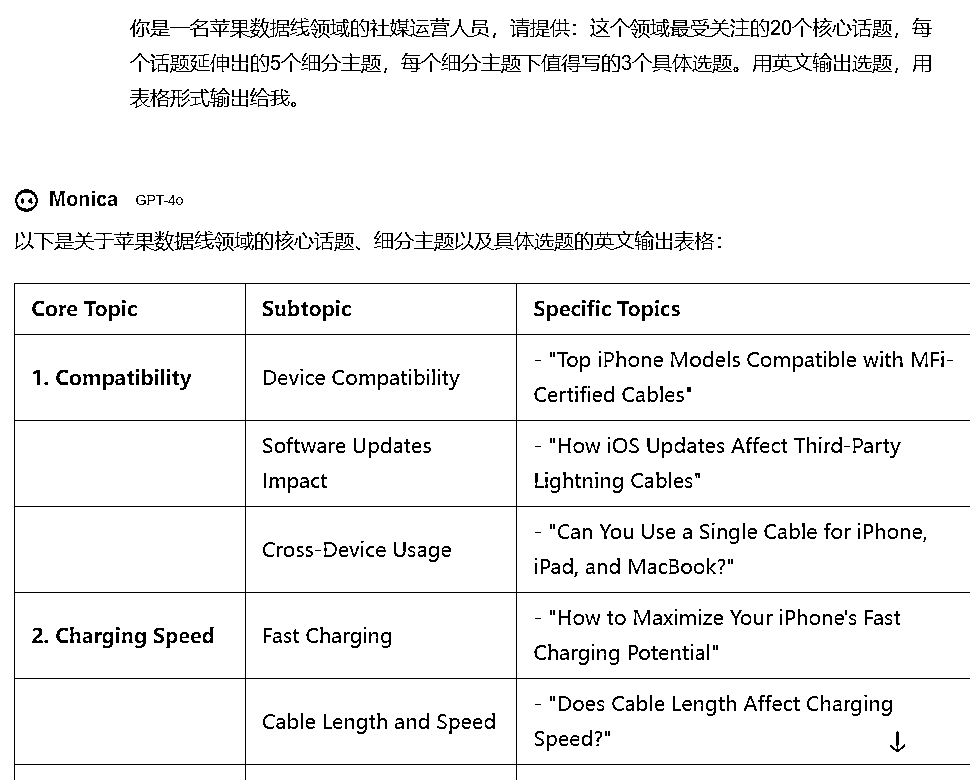 你是一名苹果数据线领域的社媒运营人员，请提供：这个领域最受关注的20个核心话题，每
个话题延伸出的5个细分主题，每个细分主题下值得写的3个具体选题。用英文输出选题，用
表格形式输出给我。
Monica GPT-4o
以下是关于苹果数据线领域的核心话题、细分主题以及具体选题的英文输出表格：
Core Topic Subtopic Specific Topics
1. Compatibility Device Compatibility - "Top iPhone Models Compatible with MFi-
Certified Cables"
Software Updates
Impact
- "How iOS Updates Affect Third-Party
Lightning Cables"
Cross-Device Usage
- "Can You Use a Single Cable for iPhone,
iPad, and MacBook?"
2. Charging Speed Fast Charging
- "How to Maximize Your iPhone's Fast
Charging Potential"
Cable Length and Speed
- "Does Cable Length Affect Charging
Speed?"